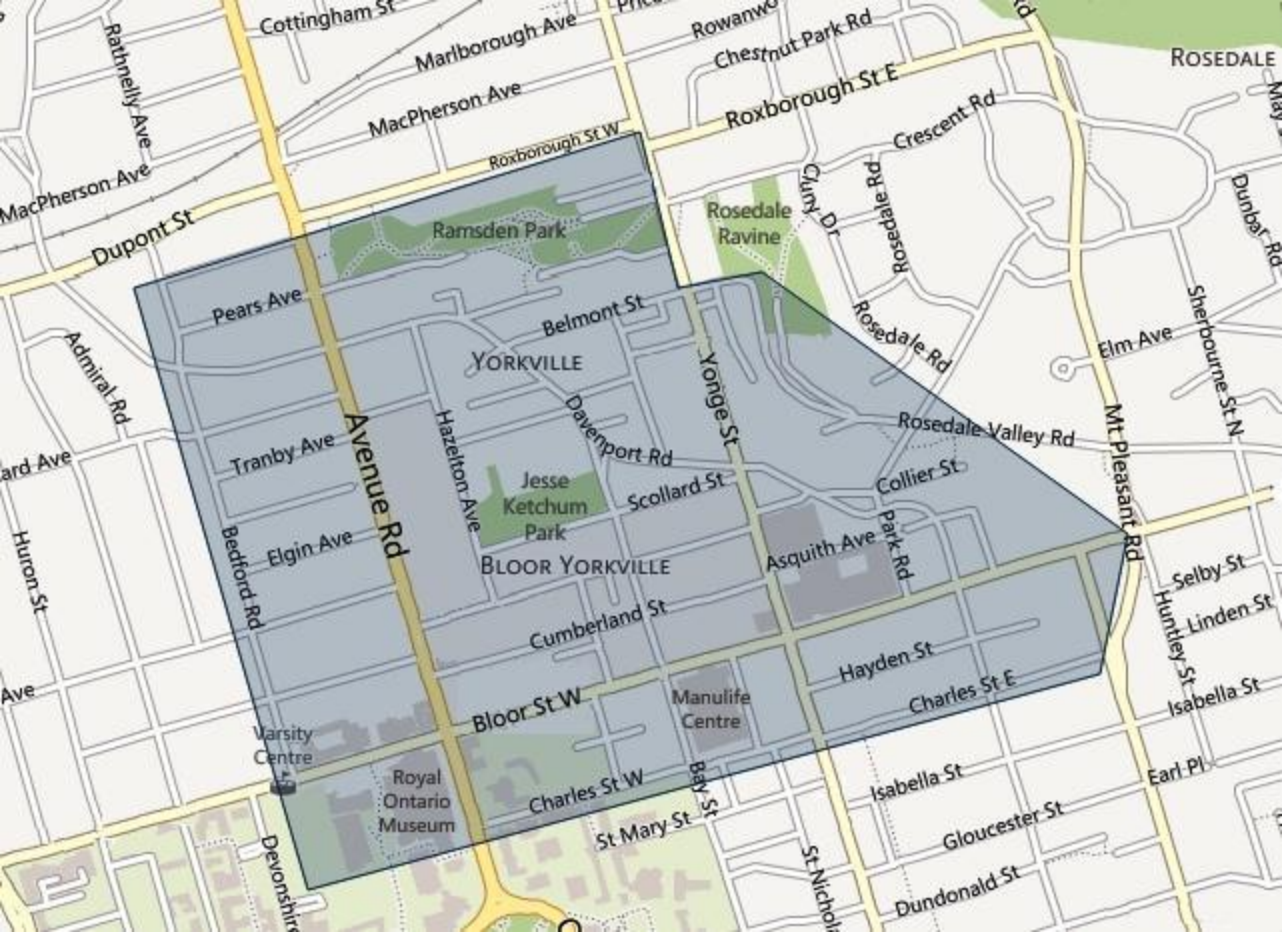 Cottingham St
Marlborough Ave
Rowanwo
Chestnut Park Rd
Rd
ROSEDALE
Rathnelly Ave
MacPherson Ave
Roxborough St E
Crescent Rd
Roxborough St W
MacPherson Ave
Dupont St
Cluny Dr
Rosedale Rd
Dunbar Rd
Ramsden Park
Rosedale
Ravine
Pears Ave
Belmont St
Sherbourne St N
Rosedale Rd
Elm Ave
Admiral Rd
YORKVILLE
Yonge St
Avenue Rd
Hazelton Ave
Davenport Rd
Rosedale Valley Rd
Mt Pleasant Rd
Tranby Ave
ard Ave
Jesse
Ketchum
Park
Scollard St
Collier St
Huron St
Bedford Rd
Elgin Ave
BLOOR YORKVILLE
Asquith Ave
Park Rd
Selby St
Linden St
Huntley St
Cumberland St
Hayden St
Charles St E
Isabella St
Ave
Bloor St W
Manulife
Centre
Varsity
Centre
Royal
Ontario
Museum
Charles St W
Bay St
St Mary St
Isabella St
Earl Pl
Gloucester St
Devonshire
St Nichola
Dundonald St